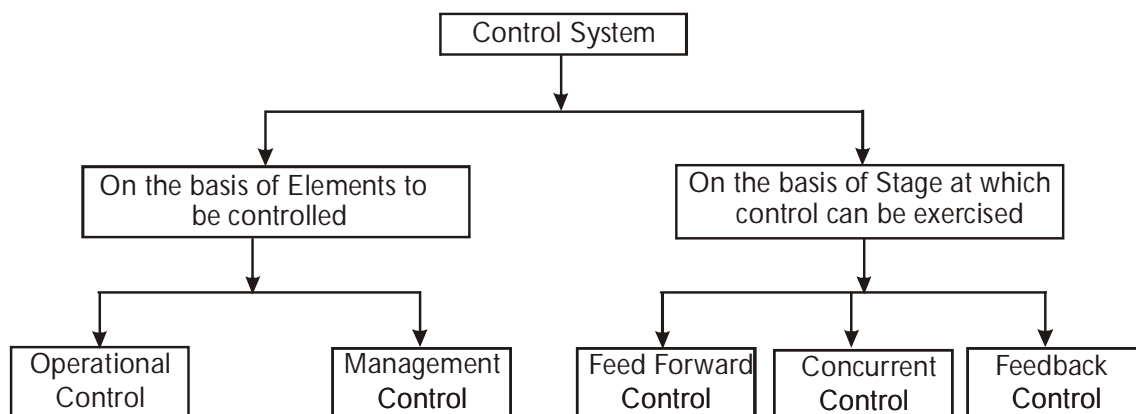 Control System
On the basis of Elements to
be controlled
On the basis of Stage at which
control can be exercised
Operational
Control
Management
Control
Feed Forward
Control
Concurrent
Control
Feedback
Control